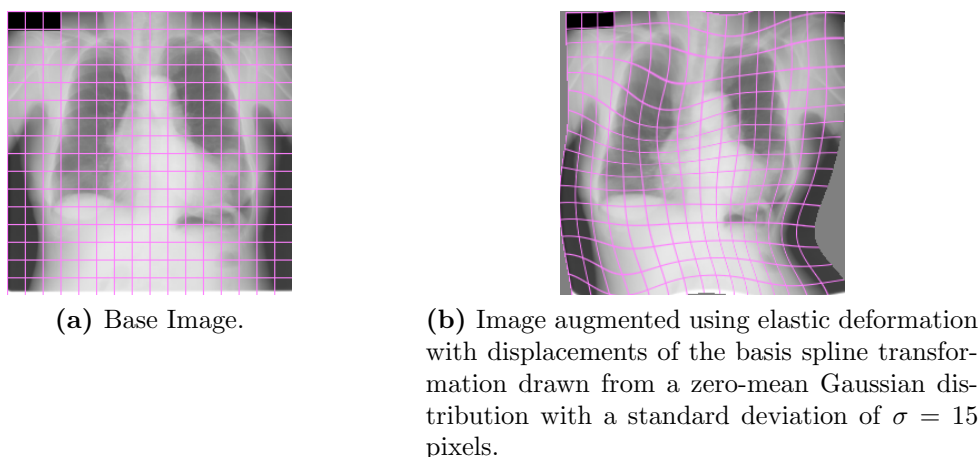 (a) Base Image.
(b) Image augmented using elastic deformation
with displacements of the basis spline transfor-
mation drawn from a zero-mean Gaussian dis-
tribution with a standard deviation of σ = 15
pixels.